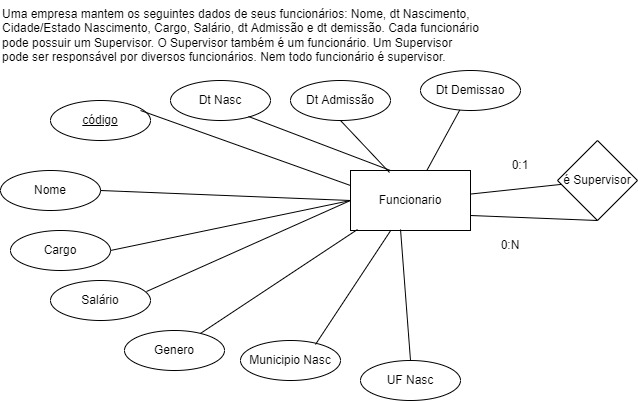 Uma empresa mantem os seguintes dados de seus funcionários: Nome, dt Nascimento,
Cidade/Estado Nascimento, Cargo, Salário, dt Admissão e dt demissão. Cada funcionário
pode possuir um Supervisor. O Supervisor também é um funcionário. Um Supervisor
pode ser responsável por diversos funcionários. Nem todo funcionário é supervisor.
Dt Nasc
Dt Admissão
Dt Demissao
código
0:1
é Supervisor
Nome
Funcionario
Cargo
0:N
Salário
Genero
Municipio Nasc
UF Nasc